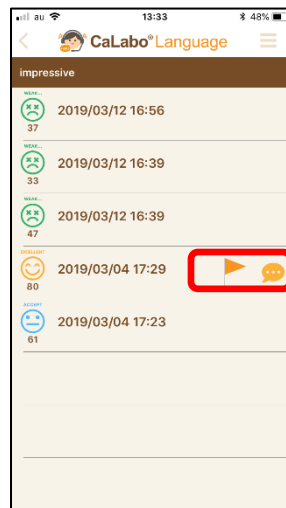 au 13:33 48%
CaLabo® Language
impressive
WEAK...
37
2019/03/12 16:56
WEAK...
33
2019/03/12 16:39
WEAK...
47
2019/03/12 16:39
EXCELLENT
80
2019/03/04 17:29
ACCEPT
61
2019/03/04 17:23